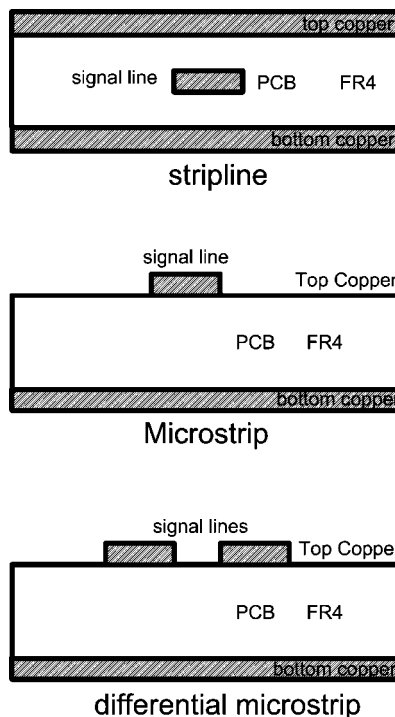 top copper
signal line PCB FR4
bottom copper
stripline
signal line
Top Copper
PCB FR4
bottom copper
Microstrip
signal lines
Top Coppe
PCB FR4
bottom copper
differential microstrip